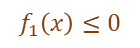 f₁(x) ≤ 0